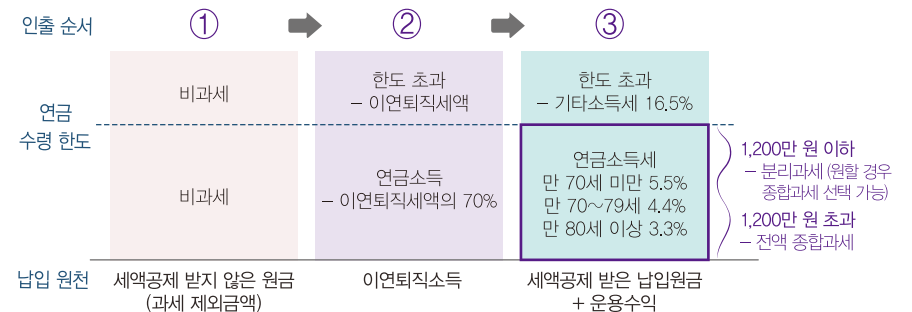 인출 순서
①
②
③
비과세
한도 초과
– 이연퇴직세액
한도 초과
– 기타소득세 16.5%
연금
수령 한도
비과세
연금소득
– 이연퇴직세액의 70%
연금소득세
만 70세 미만 5.5%
만 70～79세 4.4%
만 80세 이상 3.3%
1,200만 원 이하
– 분리과세 (원할 경우
종합과세 선택 가능)
1,200만 원 초과
– 전액 종합과세
납입 원천
세액공제 받지 않은 원금
(과세 제외금액)
이연퇴직소득
세액공제 받은 납입원금
+ 운용수익